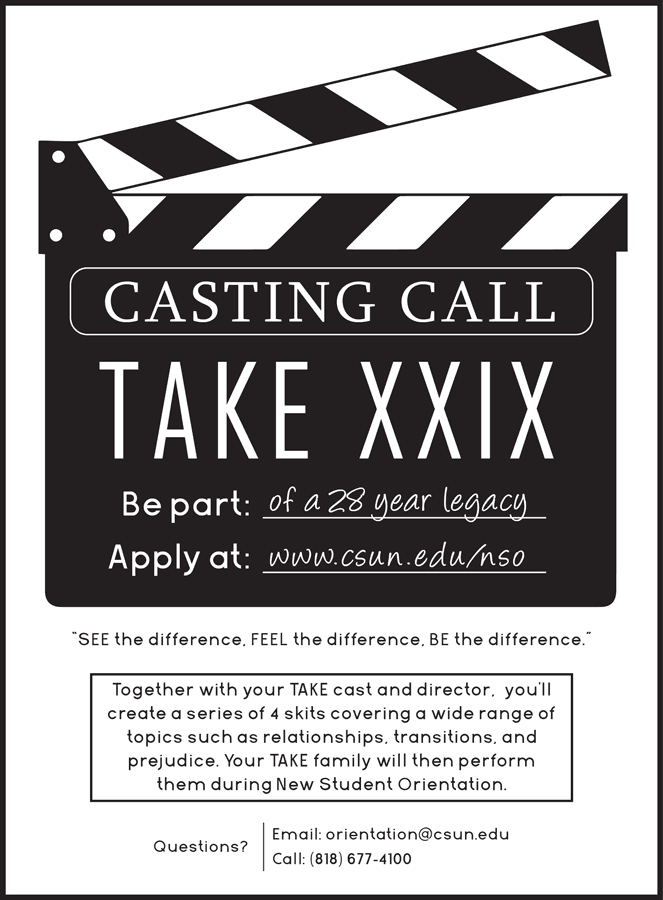 CASTING CALL
TAKE XXIX
Be part: of a 28 year legacy
Apply at: www.csun.edu/nso
"SEE the difference, FEEL the difference, BE the difference."
Together with your TAKE cast and director, you'll
create a series of 4 skits covering a wide range of
topics such as relationships, transitions, and
prejudice. Your TAKE family will then perform
them during New Student Orientation.
Questions?
Email: orientation@csun.edu
Call: (818) 677-4100